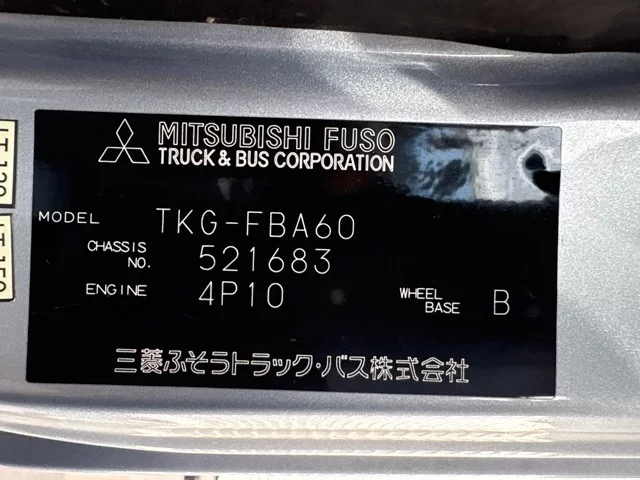 MITSUBISHI FUSO
TRUCK & BUS CORPORATION
MODEL TKG-FBA60
CHASSIS NO. 521683
ENGINE 4P10 WHEEL BASE B
三菱ふそうトラック・バス株式会社